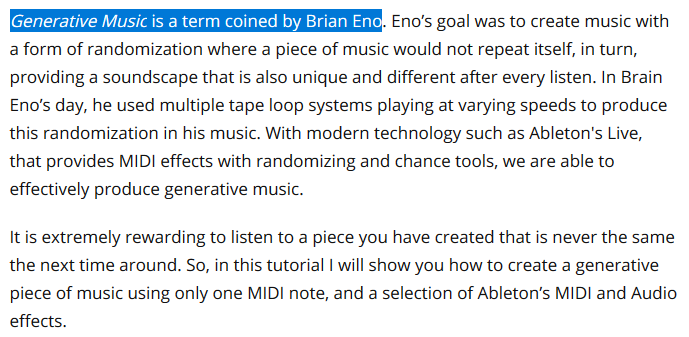 Generative Music is a term coined by Brian Eno. Eno’s goal was to create music with
a form of randomization where a piece of music would not repeat itself, in turn,
providing a soundscape that is also unique and different after every listen. In Brain
Eno’s day, he used multiple tape loop systems playing at varying speeds to produce
this randomization in his music. With modern technology such as Ableton's Live,
that provides MIDI effects with randomizing and chance tools, we are able to
effectively produce generative music.
It is extremely rewarding to listen to a piece you have created that is never the same
the next time around. So, in this tutorial I will show you how to create a generative
piece of music using only one MIDI note, and a selection of Ableton’s MIDI and Audio
effects.